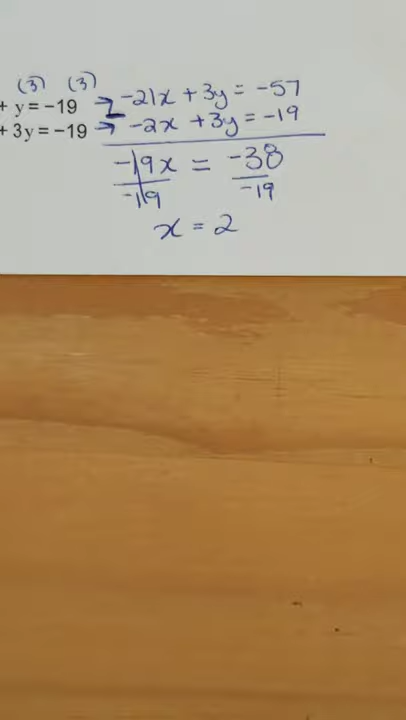 (3) (3)
+ y = -19 → -21x + 3y = -57
+ 3y = -19 → -2x + 3y = -19
-19x = -38
-19 -19
x = 2